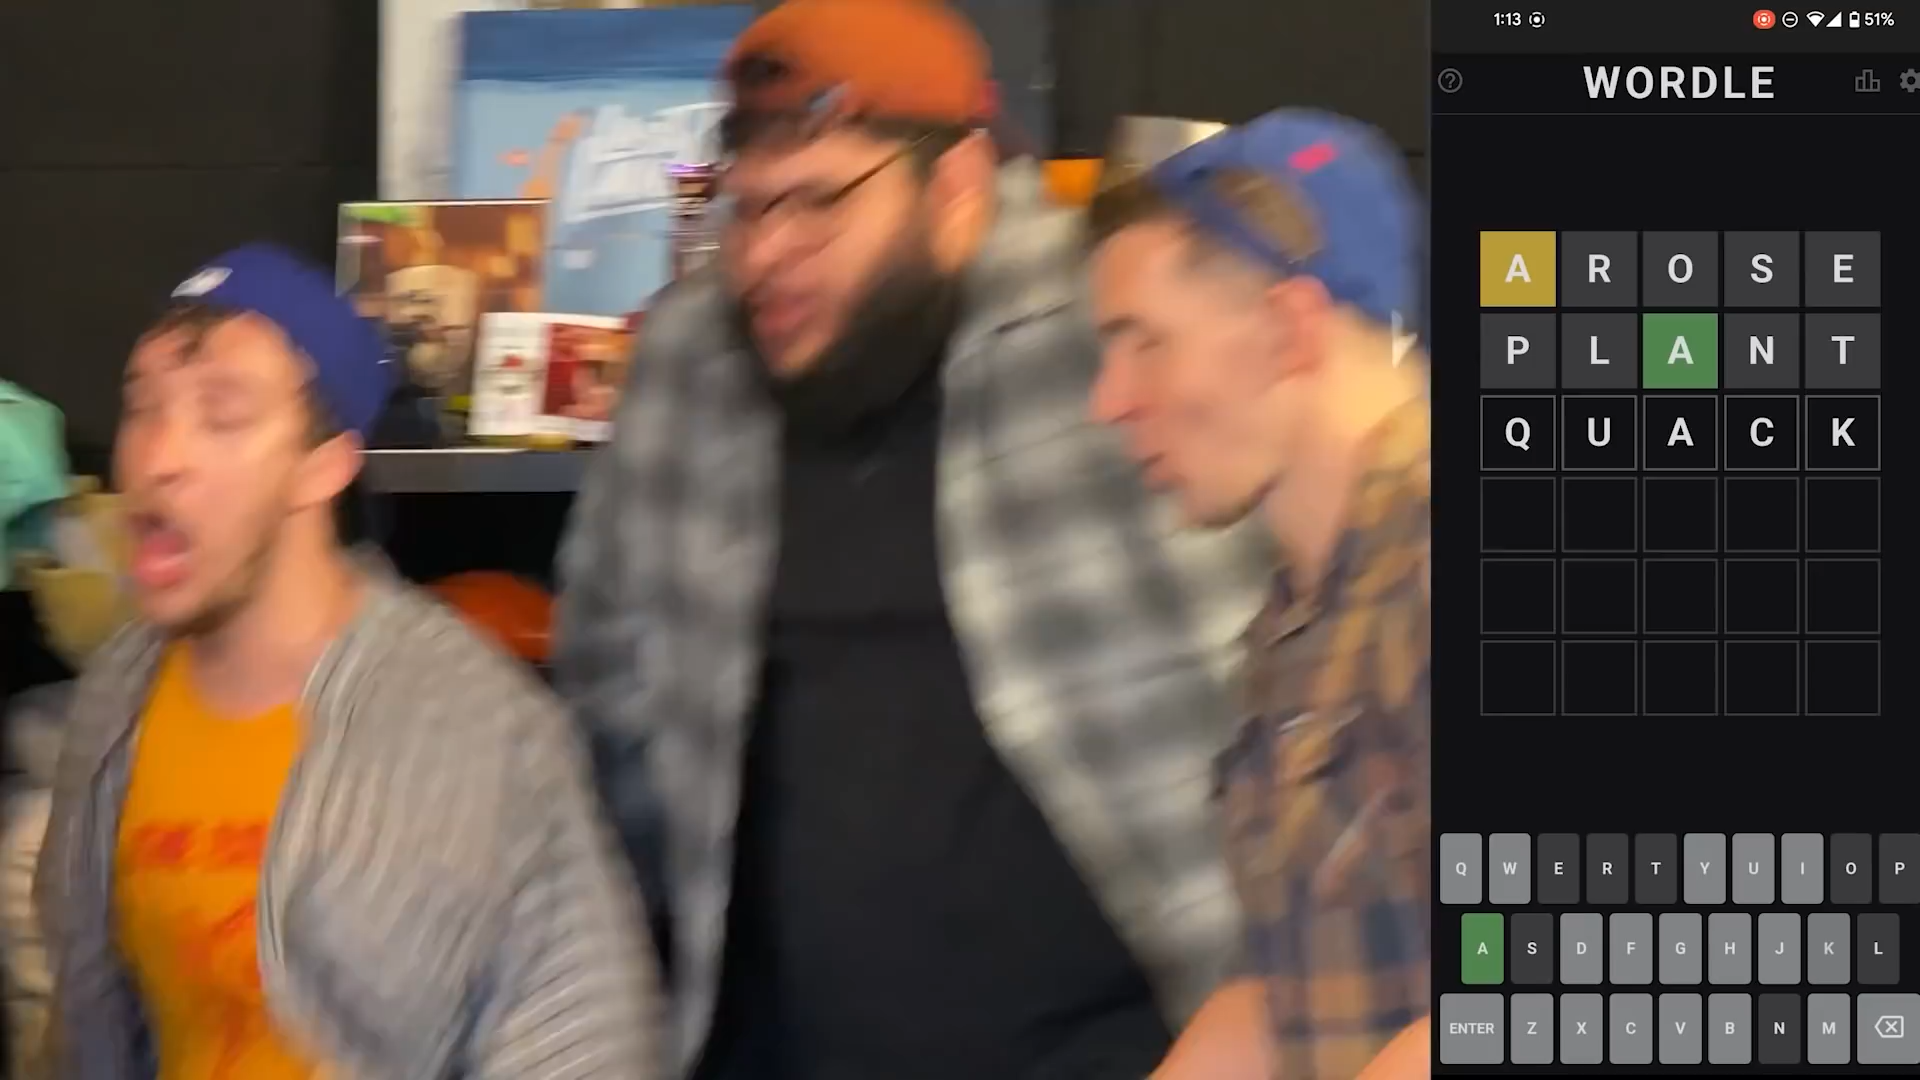 1:13 51%
WORDLE
A R O S E
P L A N T
Q U A C K
Q W E R T Y U I O P
A S D F G H J K L
ENTER Z X C V B N M